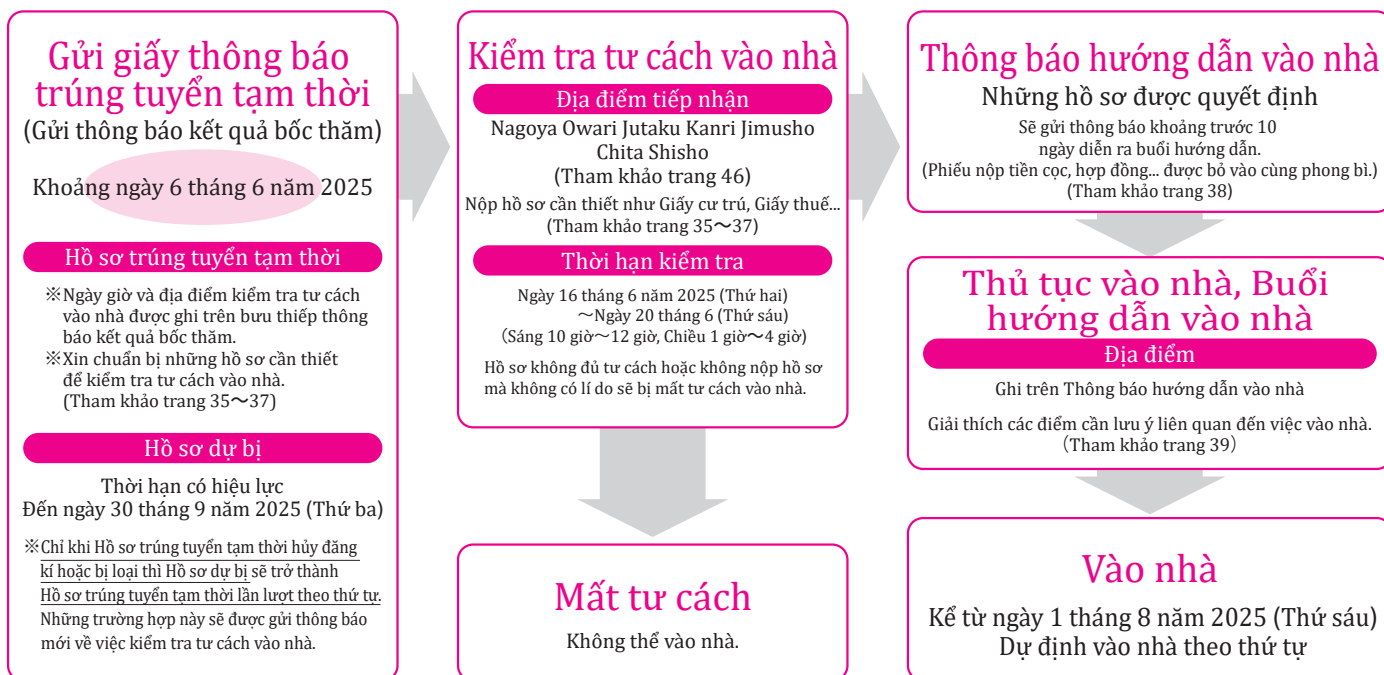 Gửi giấy thông báo
trúng tuyển tạm thời
(Gửi thông báo kết quả bốc thăm)
Khoảng ngày 6 tháng 6 năm 2025
Hồ sơ trúng tuyển tạm thời
※Ngày giờ và địa điểm kiểm tra tư cách
vào nhà được ghi trên bưu thiếp thông
báo kết quả bốc thăm.
※Xin chuẩn bị những hồ sơ cần thiết
để kiểm tra tư cách vào nhà.
(Tham khảo trang 35〜37)
Hồ sơ dự bị
Thời hạn có hiệu lực
Đến ngày 30 tháng 9 năm 2025 (Thứ ba)
※Chỉ khi Hồ sơ trúng tuyển tạm thời hủy đăng
kí hoặc bị loại thì Hồ sơ dự bị sẽ trở thành
Hồ sơ trúng tuyển tạm thời lần lượt theo thứ tự.
Những trường hợp này sẽ được gửi thông báo
mới về việc kiểm tra tư cách vào nhà.
Kiểm tra tư cách vào nhà
Địa điểm tiếp nhận
Nagoya Owari Jutaku Kanri Jimusho
Chita Shisho
(Tham khảo trang 46)
Nộp hồ sơ cần thiết như Giấy cư trú, Giấy thuế...
(Tham khảo trang 35〜37)
Thời hạn kiểm tra
Ngày 16 tháng 6 năm 2025 (Thứ hai)
〜Ngày 20 tháng 6 (Thứ sáu)
(Sáng 10 giờ〜12 giờ, Chiều 1 giờ〜4 giờ)
Hồ sơ không đủ tư cách hoặc không nộp hồ sơ
mà không có lí do sẽ bị mất tư cách vào nhà.
Mất tư cách
Không thể vào nhà.
Thông báo hướng dẫn vào nhà
Những hồ sơ được quyết định
Sẽ gửi thông báo khoảng trước 10
ngày diễn ra buổi hướng dẫn.
(Phiếu nộp tiền cọc, hợp đồng... được bỏ vào cùng phong bì.)
(Tham khảo trang 38)
Thủ tục vào nhà, Buổi
hướng dẫn vào nhà
Địa điểm
Ghi trên Thông báo hướng dẫn vào nhà
Giải thích các điểm cần lưu ý liên quan đến việc vào nhà.
(Tham khảo trang 39)
Vào nhà
Kể từ ngày 1 tháng 8 năm 2025 (Thứ sáu)
Dự định vào nhà theo thứ tự